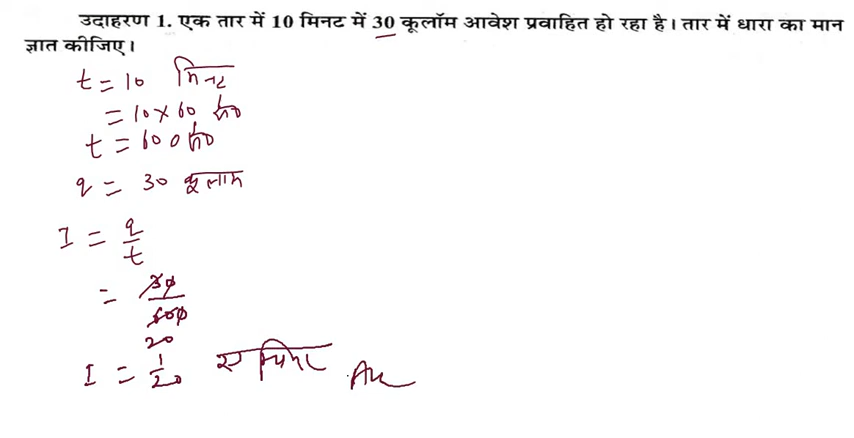 उदाहरण 1. एक तार में 10 मिनट में 30 कूलॉम आवेश प्रवाहित हो रहा है। तार में धारा का मान
ज्ञात कीजिए।
t = 10 मिनट
= 10 × 60 से०
t = 600 से०
q = 30 कूलाम
I = q/t
= 30/600
20
I = 1/20 एम्पियर Ans